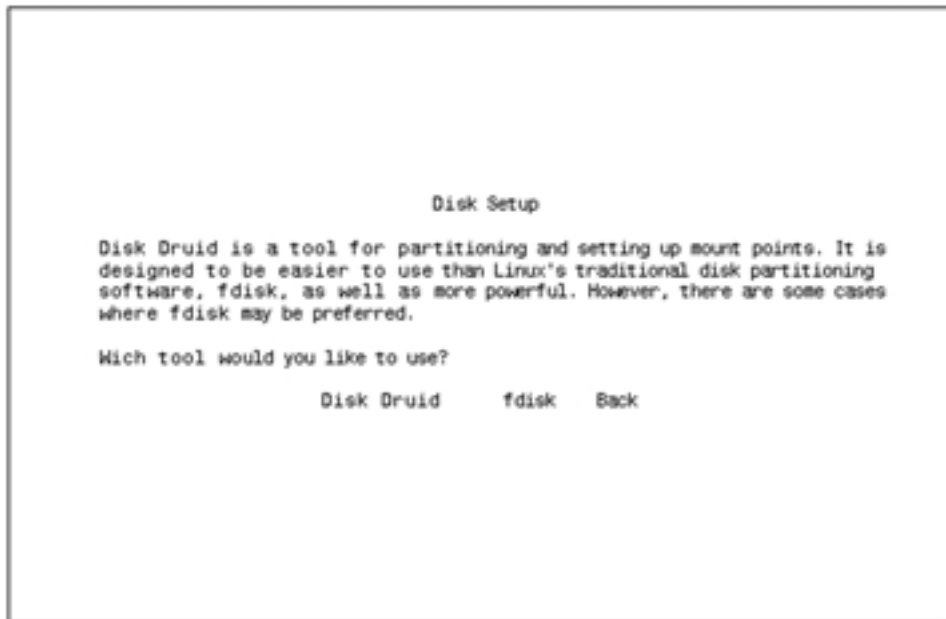 Disk Setup
Disk Druid is a tool for partitioning and setting up mount points. It is
designed to be easier to use than Linux's traditional disk partitioning
software, fdisk, as well as more powerful. However, there are some cases
where fdisk may be preferred.
Wich tool would you like to use?
Disk Druid fdisk Back